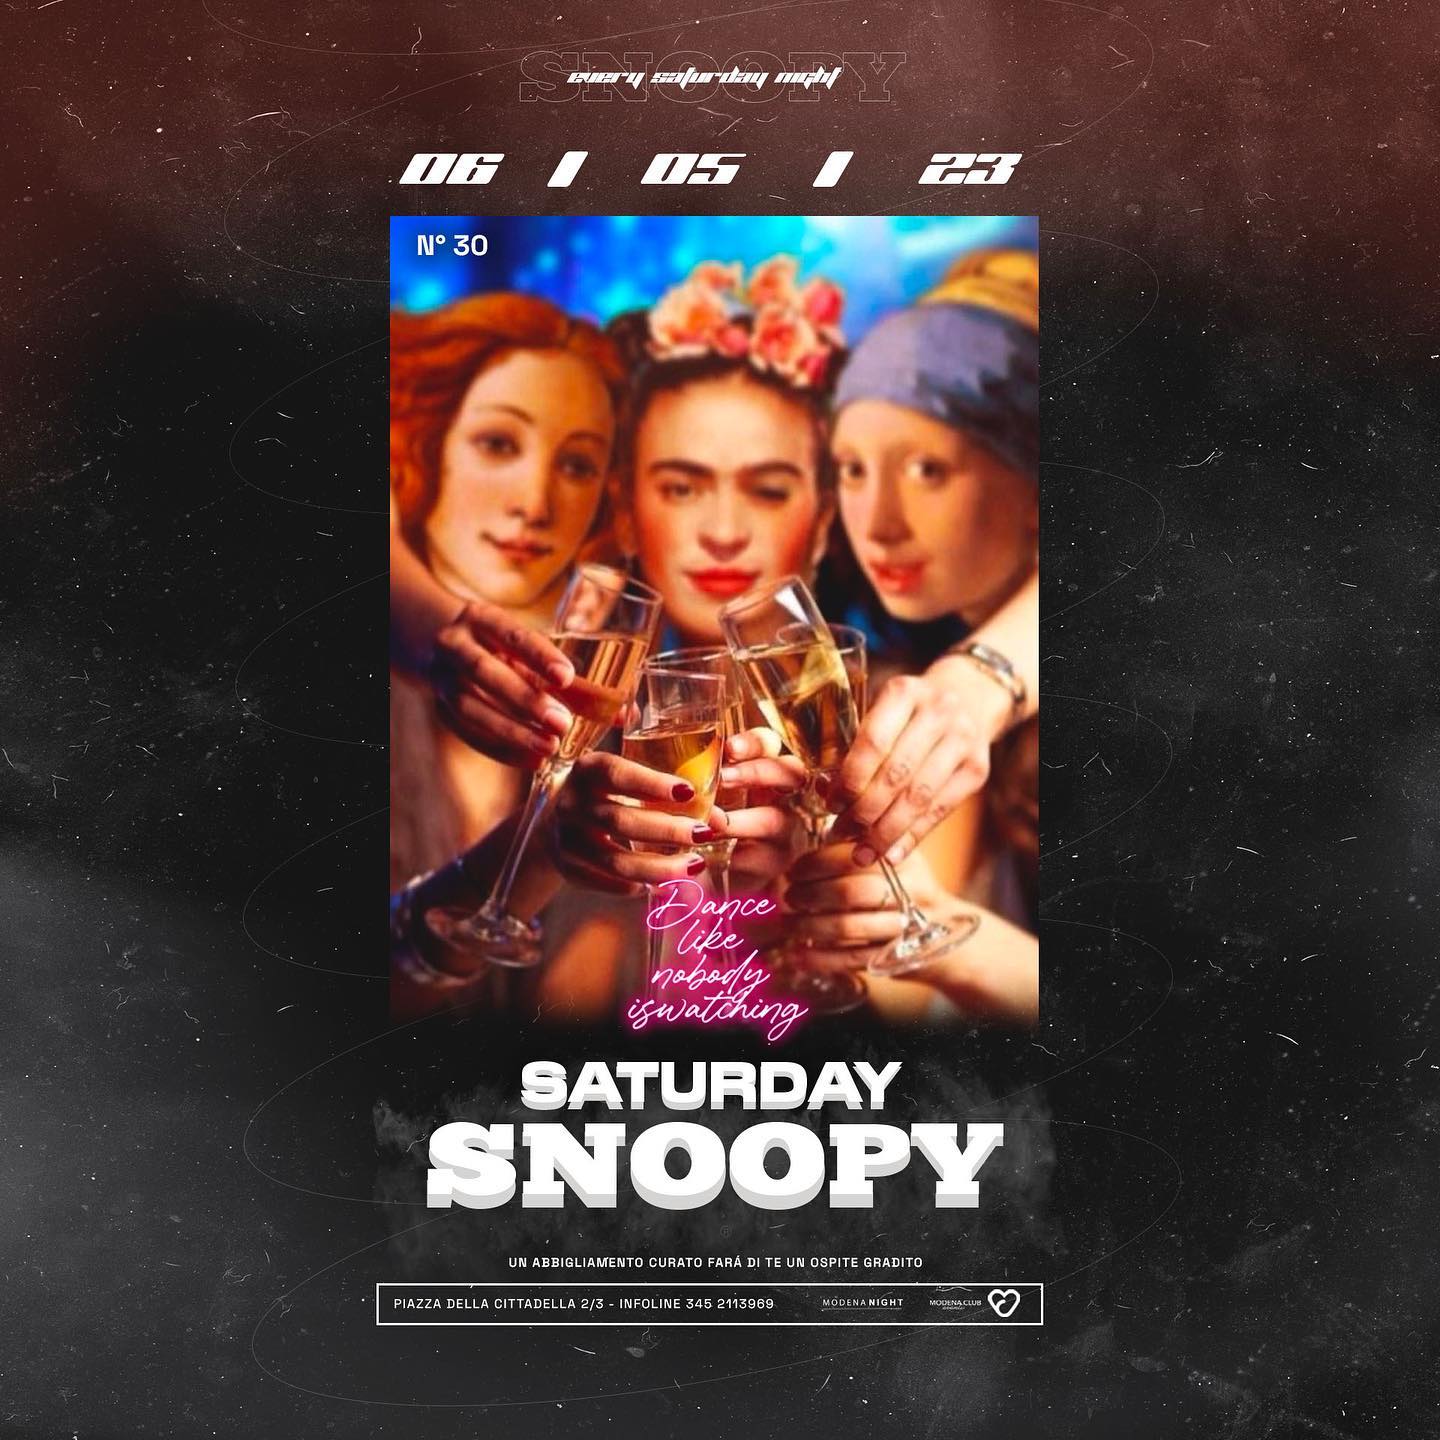 SNOOPY
every saturday night
06 / 05 / 23
N° 30
Dance
like
nobody
iswatching
SATURDAY
SNOOPY
UN ABBIGLIAMENTO CURATO FARÁ DI TE UN OSPITE GRADITO
PIAZZA DELLA CITTADELLA 2/3 - INFOLINE 345 2113969 MODENA NIGHT MODENA CLUB